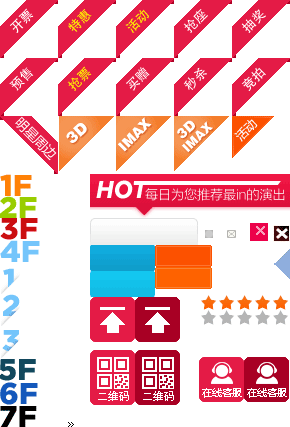 开票
特惠
活动
抢座
抽奖
预售
抢票
买赠
秒杀
竞拍
明星周边
3D
IMAX
3D
IMAX
活动
1F
2F
3F
4F
1
2
3
5F
6F
7F
HOT 每日为您推荐最in的演出
二维码
二维码
在线客服
在线客服
»